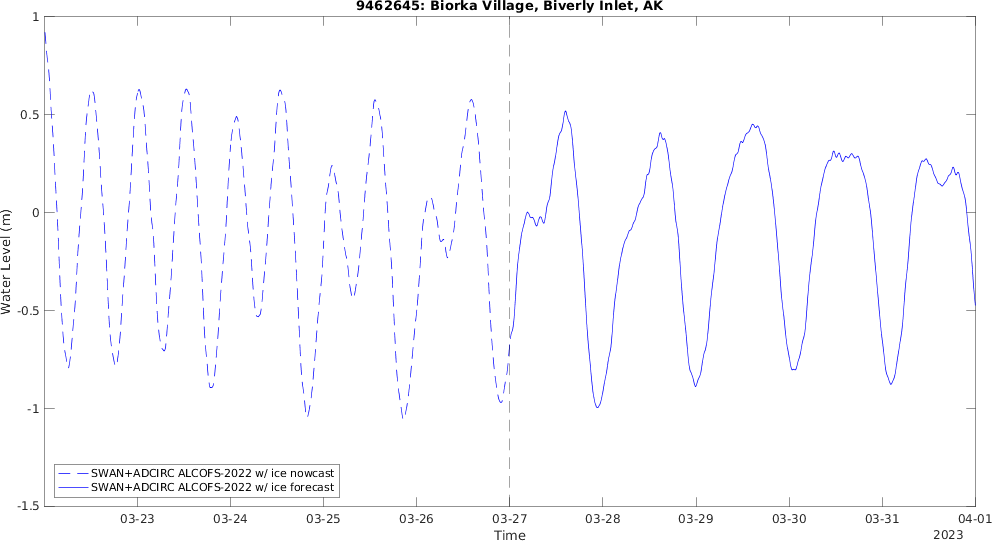 9462645: Biorka Village, Biverly Inlet, AK
1
0.5
0
-0.5
-1
-1.5
Water Level (m)
SWAN+ADCIRC ALCOFS-2022 w/ ice nowcast
SWAN+ADCIRC ALCOFS-2022 w/ ice forecast
03-23 03-24 03-25 03-26 03-27 03-28 03-29 03-30 03-31 04-01
Time
2023